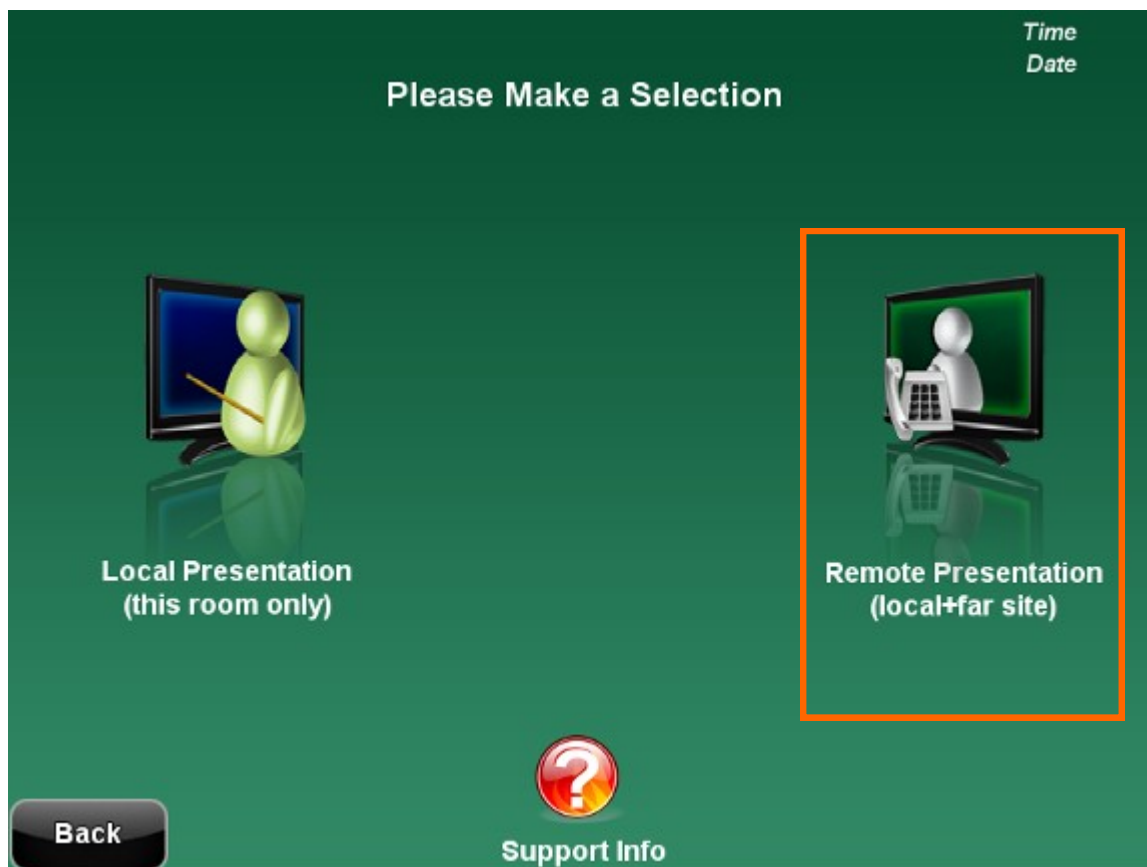 Time
Date
Please Make a Selection
Local Presentation
(this room only)
Remote Presentation
(local+far site)
?
Support Info
Back